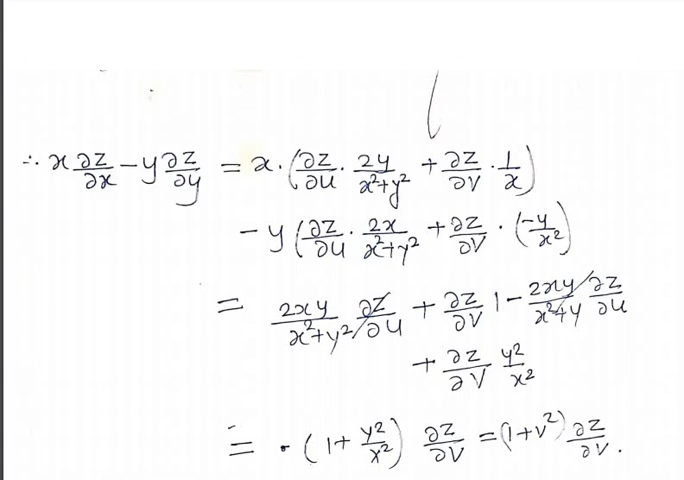 ∴ x ∂z/∂x − y ∂z/∂y = x · (∂z/∂u · 2y/x²+y² + ∂z/∂v · 1/x)
− y (∂z/∂u · 2x/x²+y² + ∂z/∂v · (−y/x²)
= 2xy/x²+y² ∂z/∂u + ∂z/∂v 1 − 2xy/x²+y ∂z/∂u
+ ∂z/∂v y²/x²
= · (1 + y²/x²) ∂z/∂v = (1+v²) ∂z/∂v.